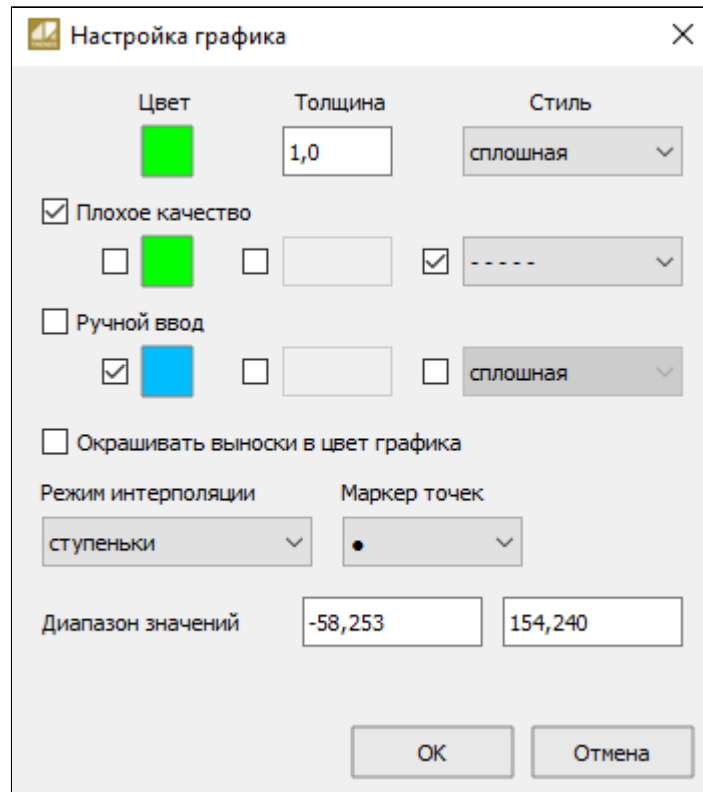 Настройка графика
Цвет Толщина Стиль
1,0 сплошная
Плохое качество
- - - - -
Ручной ввод
сплошная
Окрашивать выноски в цвет графика
Режим интерполяции Маркер точек
ступеньки ●
Диапазон значений -58,253 154,240
OK Отмена